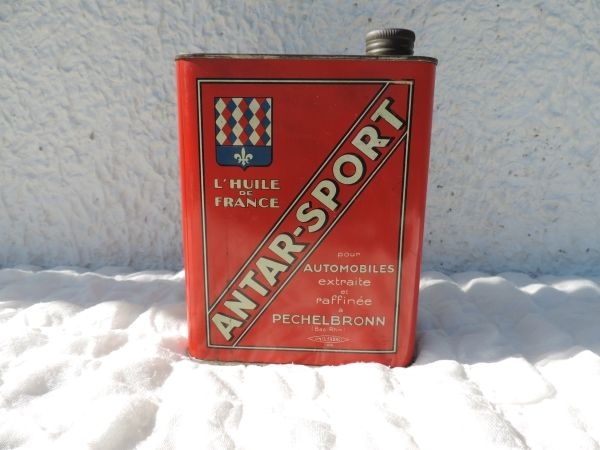 L'HUILE
DE
FRANCE
ANTAR-SPORT
pour
AUTOMOBILES
extraite
et
raffinée
à
PECHELBRONN
(Bas-Rhin)